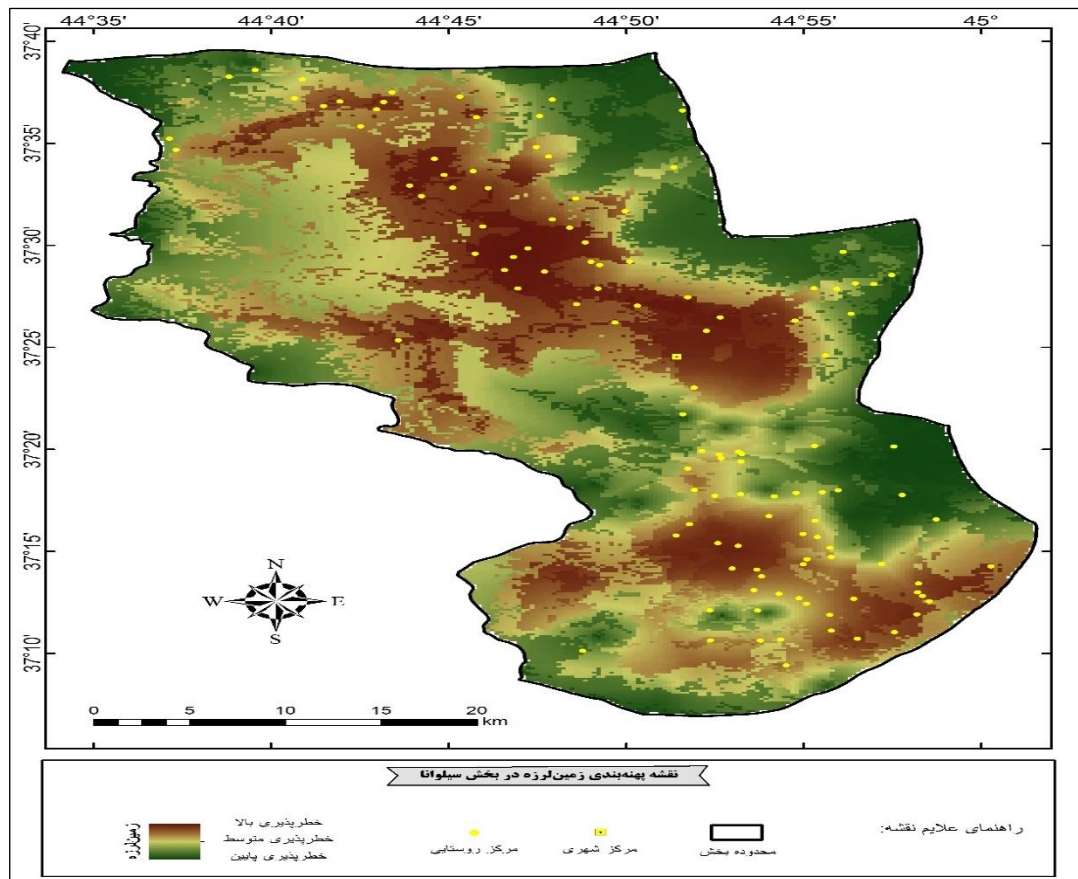 44°35' 44°40' 44°45' 44°50' 44°55' 45°
37°40'
37°35'
37°30'
37°25'
37°20'
37°15'
37°10'
N
W E
S
0 5 10 15 20 km
نقشه پهنه‌بندی زمین‌لرزه در بخش سیلوانا
راهنمای علایم نقشه:
محدوده بخش
مرکز شهری
مرکز روستایی
زمین‌لرزه
خطرپذیری بالا
خطرپذیری متوسط
خطرپذیری پایین